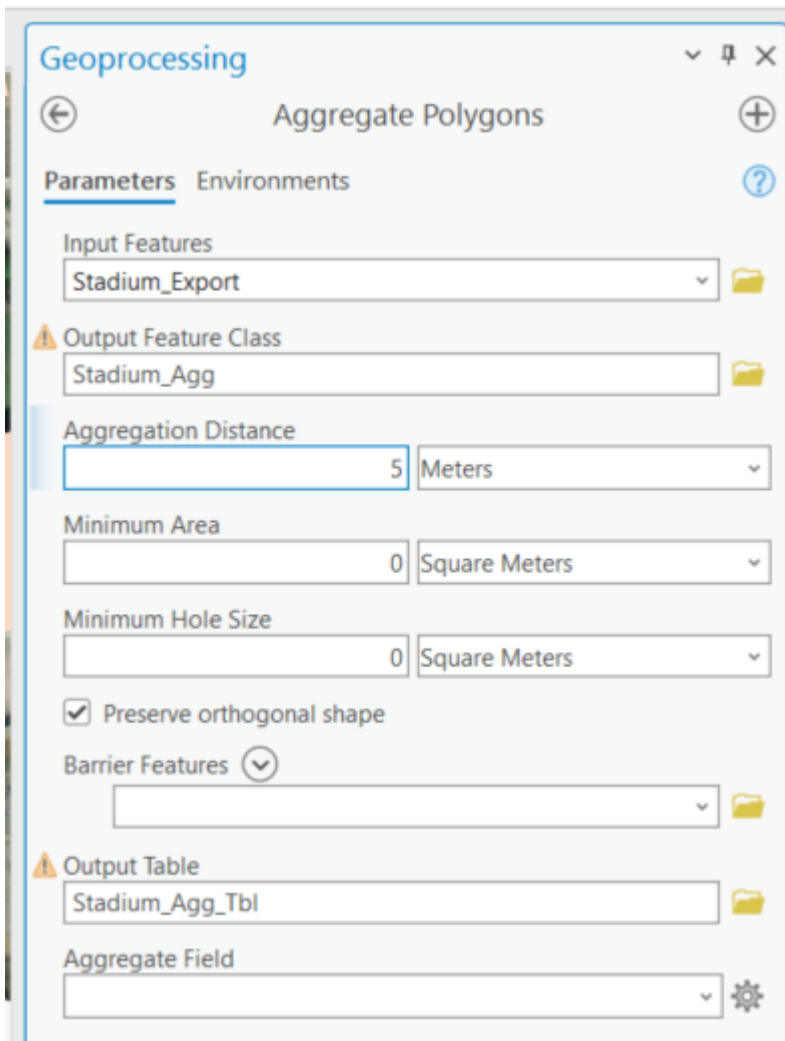 Geoprocessing
Aggregate Polygons
Parameters Environments
Input Features
Stadium_Export
Output Feature Class
Stadium_Agg
Aggregation Distance
5 Meters
Minimum Area
0 Square Meters
Minimum Hole Size
0 Square Meters
Preserve orthogonal shape
Barrier Features
Output Table
Stadium_Agg_Tbl
Aggregate Field